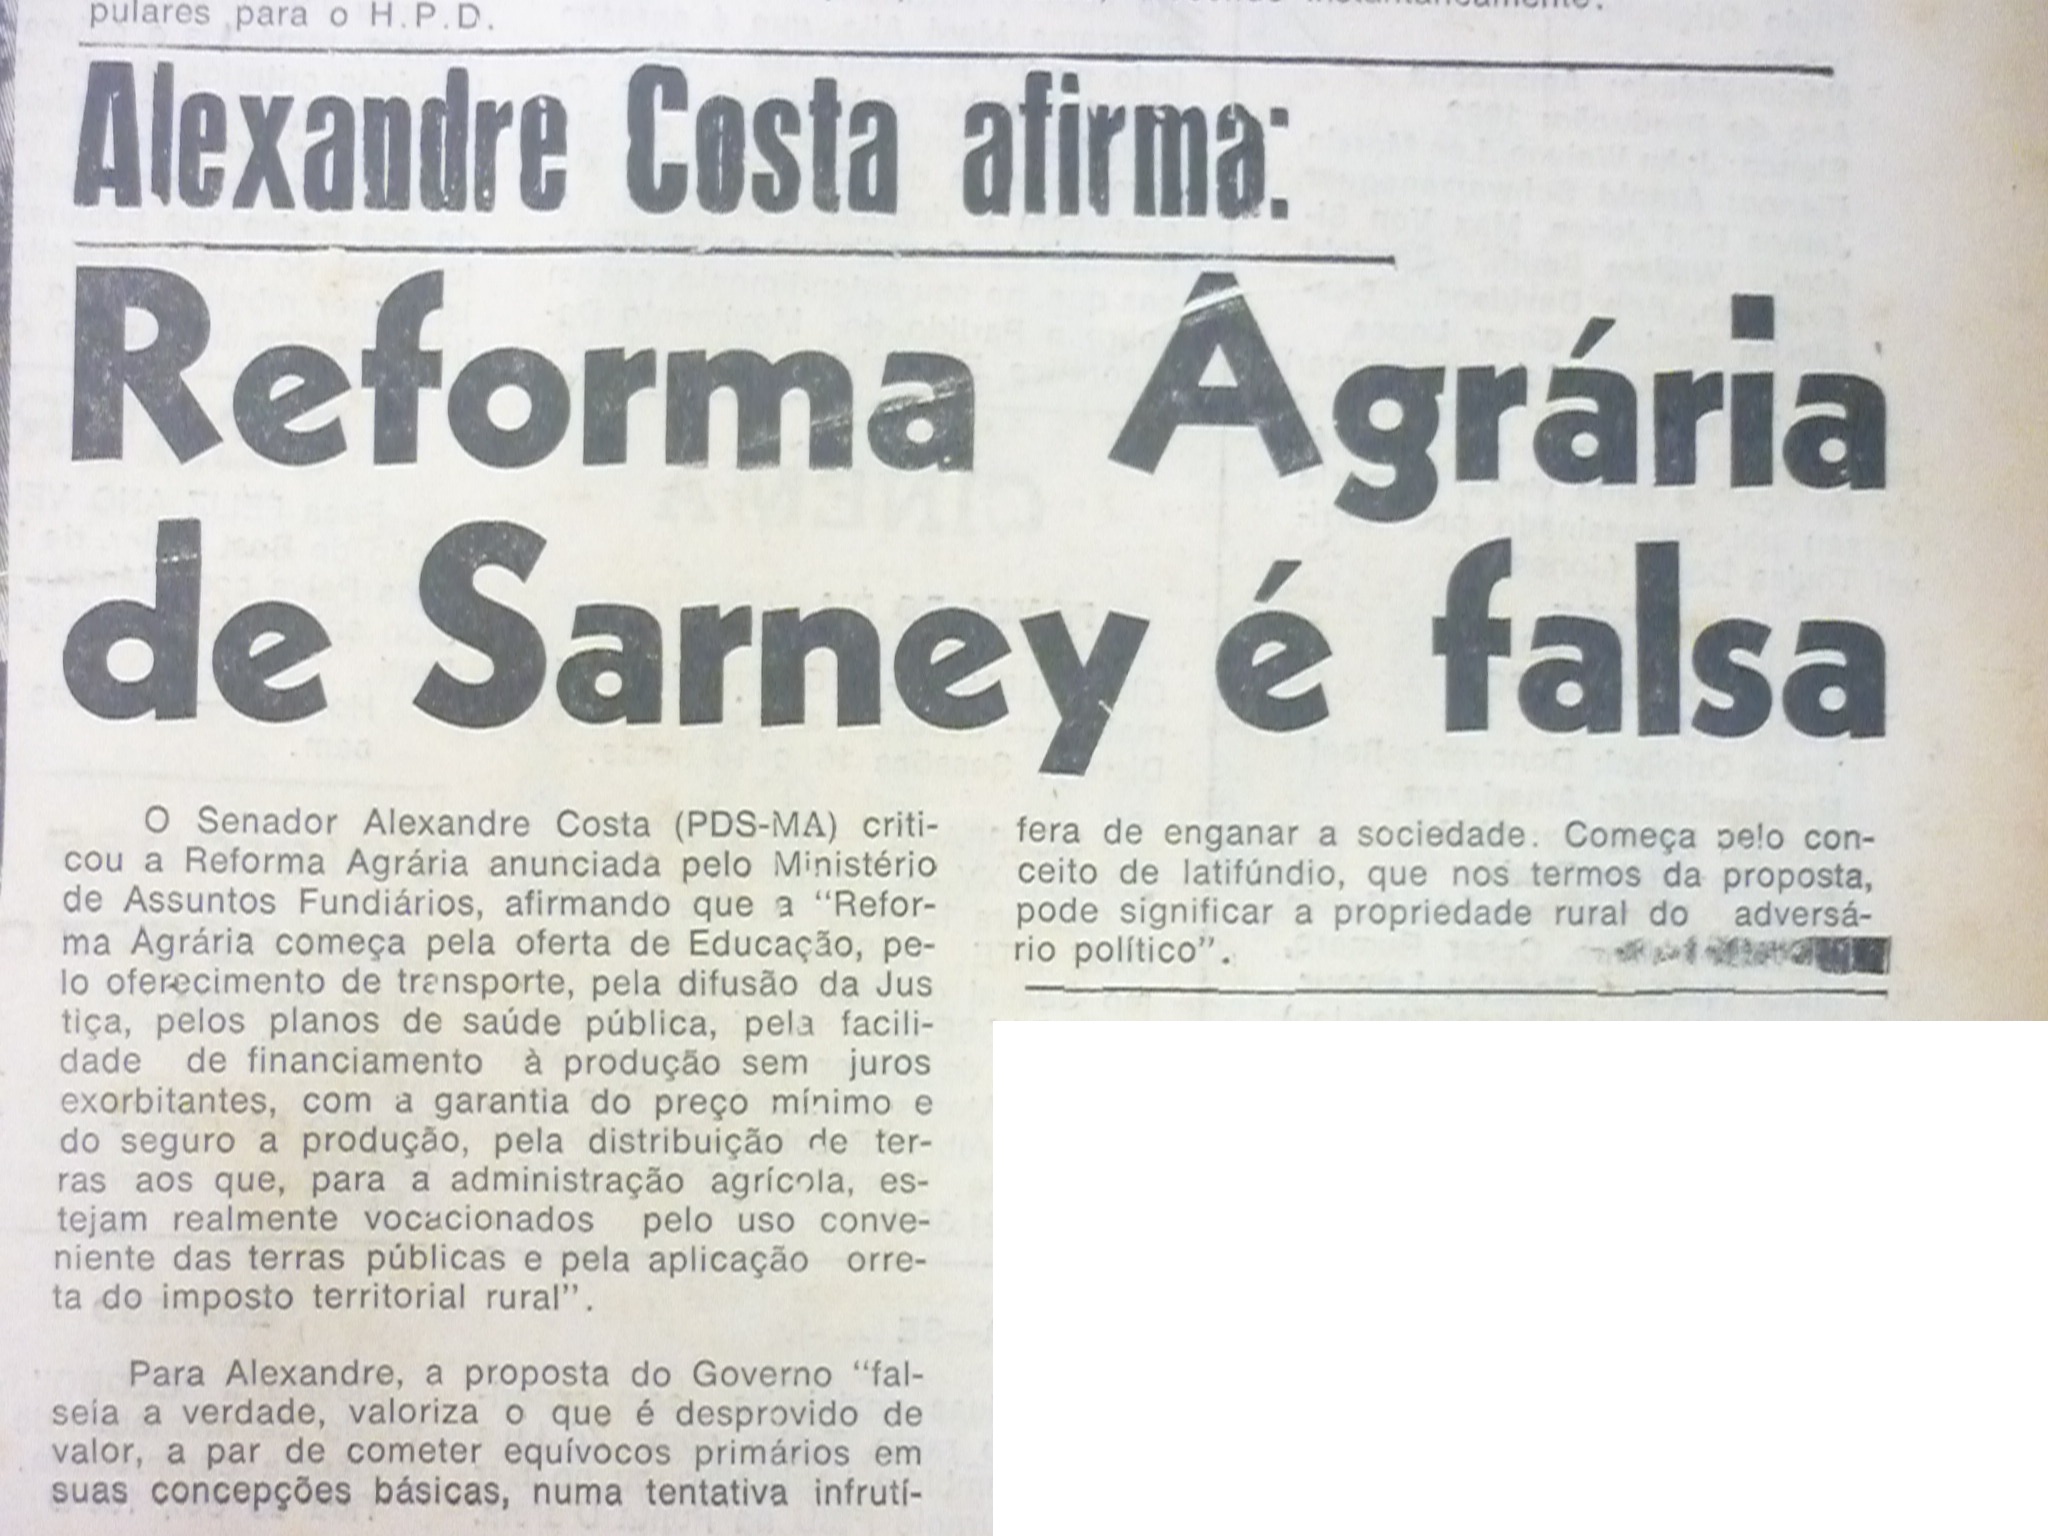 pulares para o H.P.D.
Alexandre Costa afirma:
Reforma Agrária
de Sarney é falsa
O Senador Alexandre Costa (PDS-MA) criti-
cou a Reforma Agrária anunciada pelo Ministério
de Assuntos Fundiários, afirmando que a “Refor-
ma Agrária começa pela oferta de Educação, pe-
lo oferecimento de transporte, pela difusão da Jus
tiça, pelos planos de saúde pública, pela facili-
dade de financiamento à produção sem juros
exorbitantes, com a garantia do preço mínimo e
do seguro a produção, pela distribuição de ter-
ras aos que, para a administração agrícola, es-
tejam realmente vocacionados pelo uso conve-
niente das terras públicas e pela aplicação orre-
ta do imposto territorial rural”.
Para Alexandre, a proposta do Governo “fal-
seia a verdade, valoriza o que é desprovido de
valor, a par de cometer equívocos primários em
suas concepções básicas, numa tentativa infrutí-
fera de enganar a sociedade. Começa pelo con-
ceito de latifúndio, que nos termos da proposta,
pode significar a propriedade rural do adversá-
rio político”.